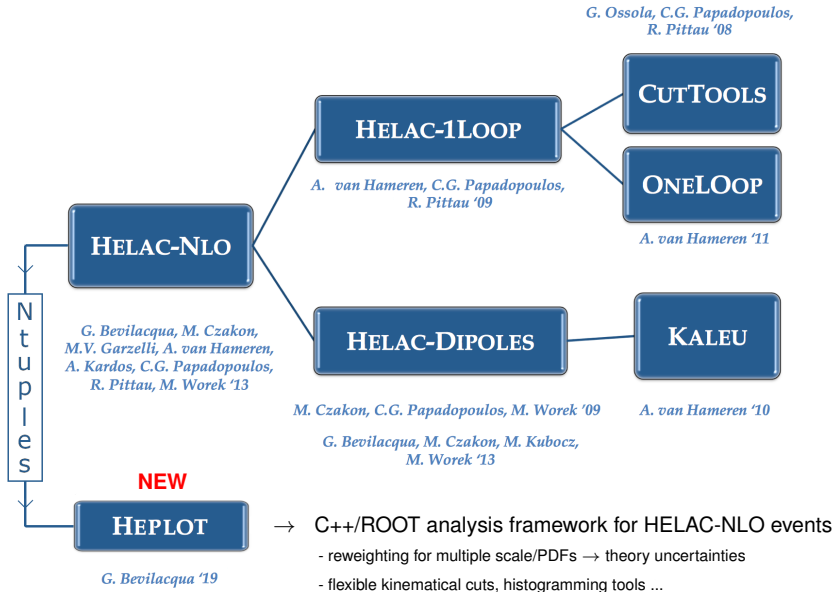 G. Ossola, C.G. Papadopoulos,
R. Pittau ‘08
CUTTOOLS
HELAC-1LOOP
A. van Hameren, C.G. Papadopoulos,
R. Pittau ‘09
ONELOOP
A. van Hameren ‘11
HELAC-NLO
G. Bevilacqua, M. Czakon,
M.V. Garzelli, A. van Hameren,
A. Kardos, C.G. Papadopoulos,
R. Pittau, M. Worek ‘13
HELAC-DIPOLES
M. Czakon, C.G. Papadopoulos, M. Worek ‘09
G. Bevilacqua, M. Czakon, M. Kubocz,
M. Worek ‘13
KALEU
A. van Hameren ‘10
Ntuples
NEW
HEPLOT
G. Bevilacqua ‘19
→ C++/ROOT analysis framework for HELAC-NLO events
- reweighting for multiple scale/PDFs → theory uncertainties
- flexible kinematical cuts, histogramming tools ...